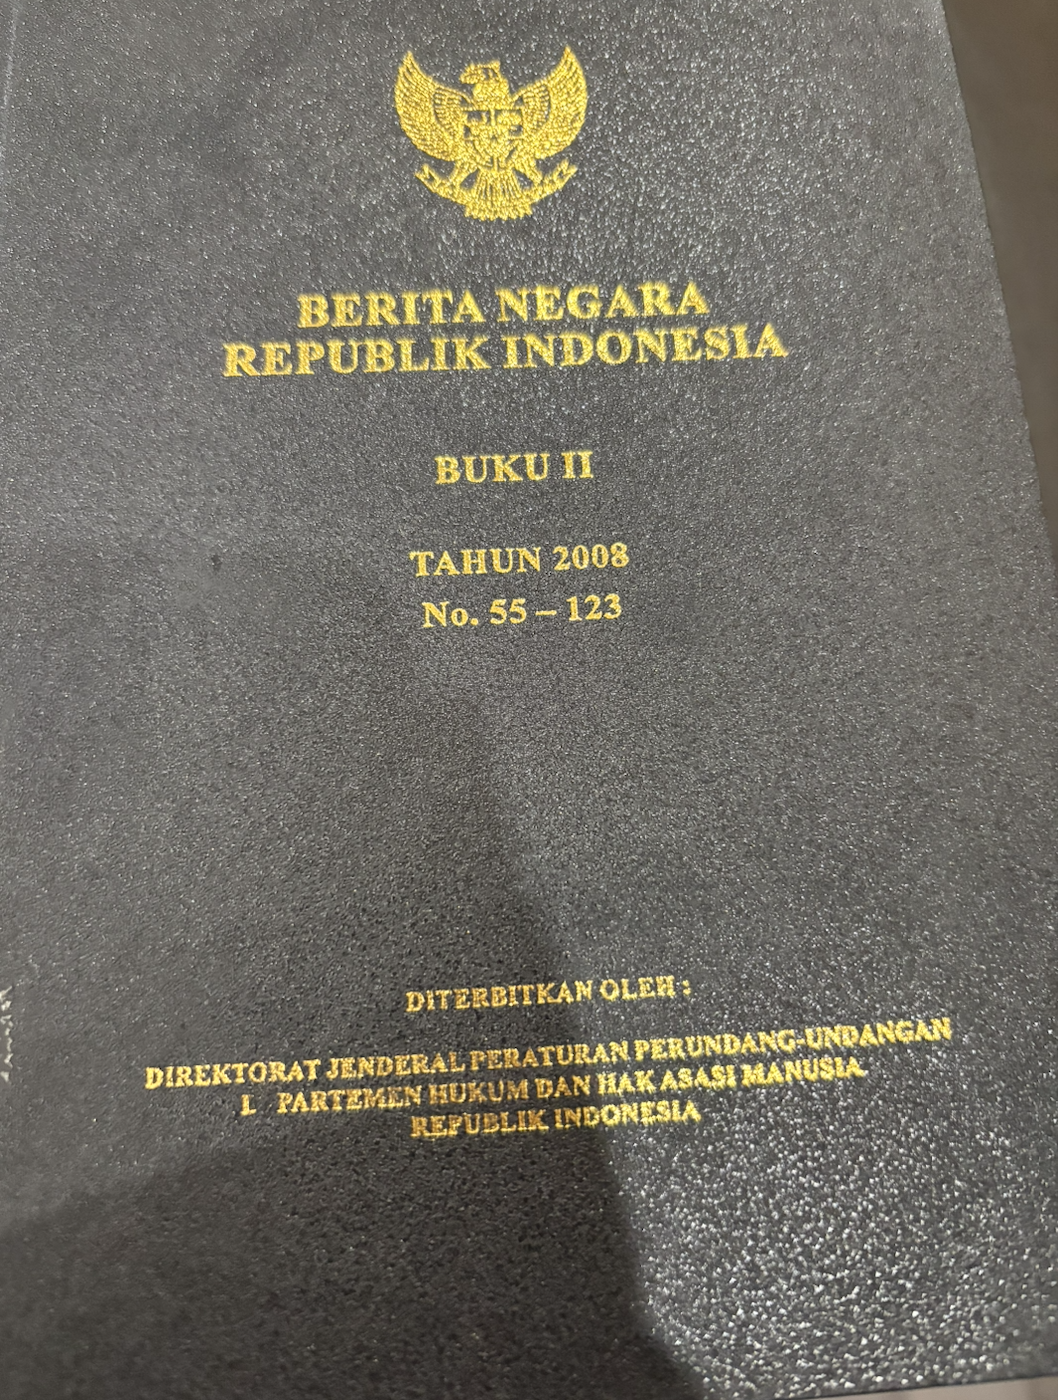 BERITA NEGARA
REPUBLIK INDONESIA
BUKU II
TAHUN 2008
No. 55 – 123
DITERBITKAN OLEH :
DIREKTORAT JENDERAL PERATURAN PERUNDANG-UNDANGAN
PARTEMEN HUKUM DAN HAK ASASI MANUSIA
REPUBLIK INDONESIA